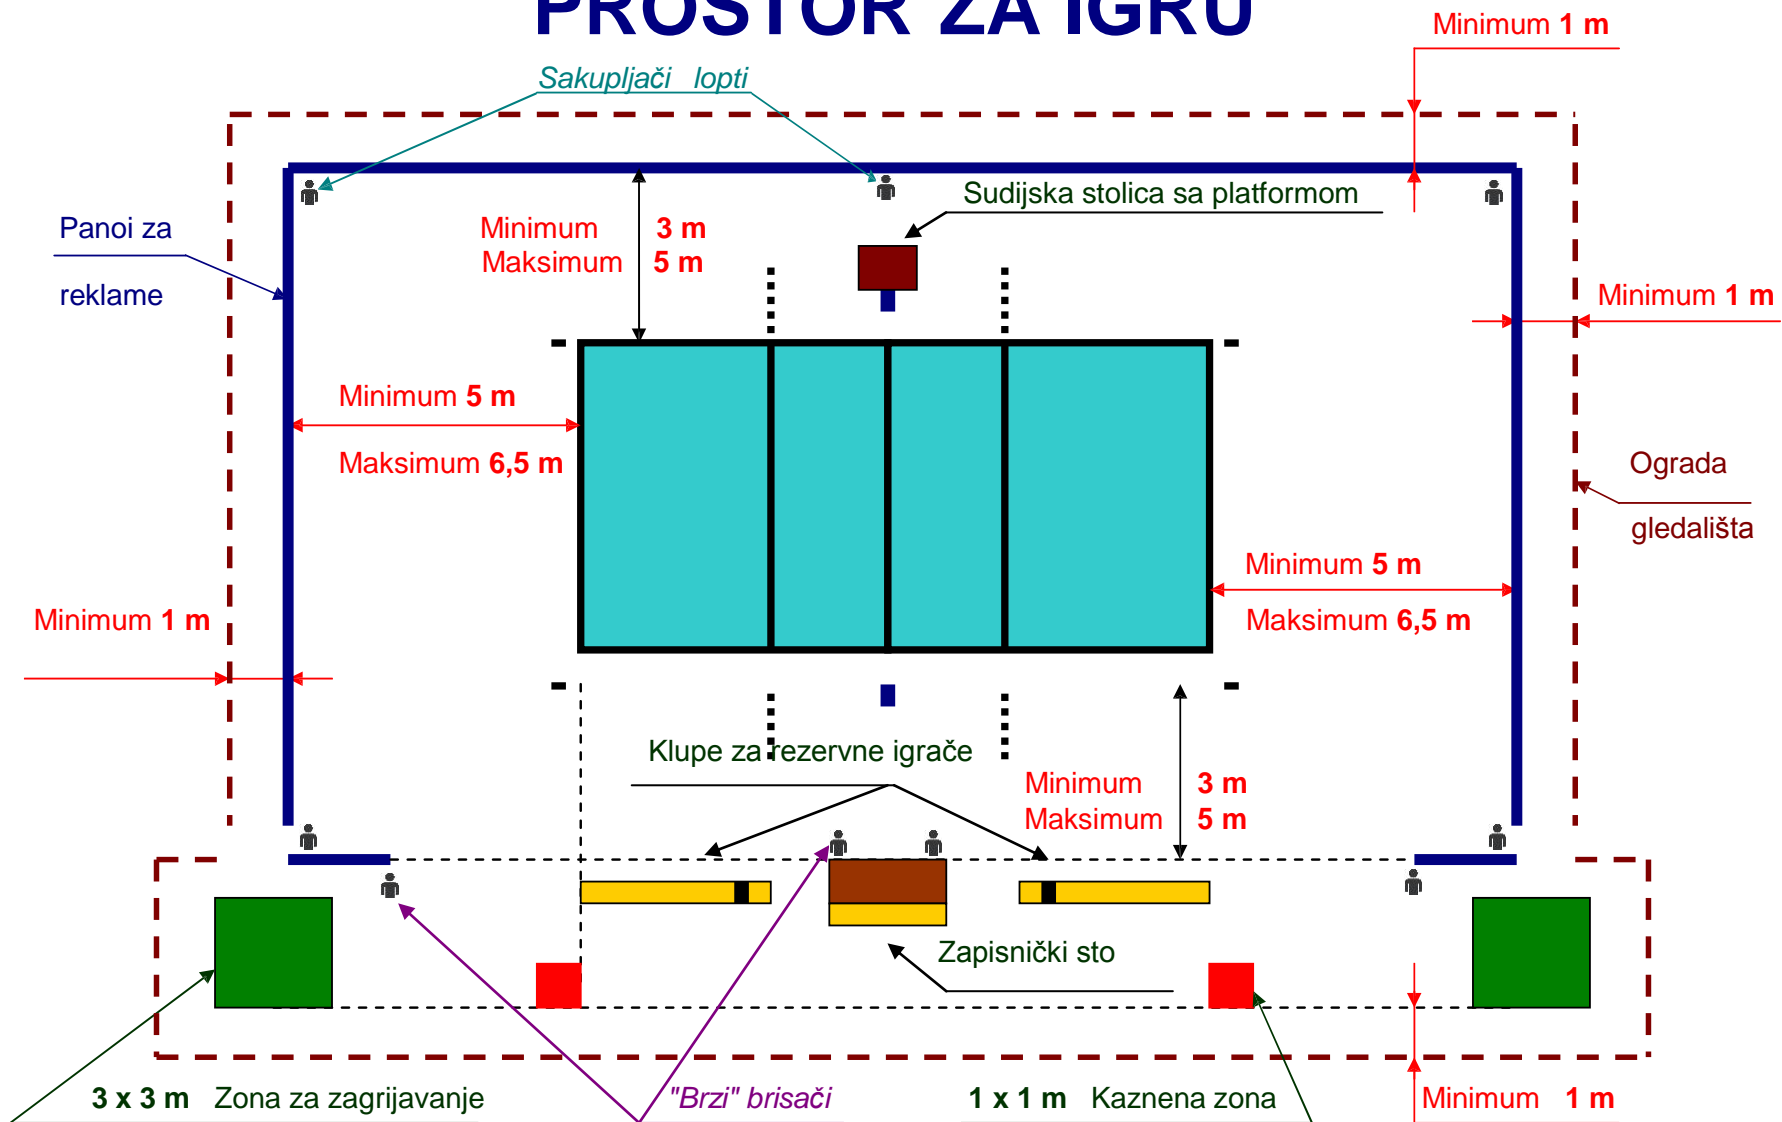 PROSTOR ZA IGRU
Minimum 1 m
Sakupljači lopti
Sudijska stolica sa platformom
Panoi za
reklame
Minimum 3 m
Maksimum 5 m
Minimum 1 m
Minimum 5 m
Maksimum 6,5 m
Ograda
gledališta
Minimum 5 m
Maksimum 6,5 m
Minimum 1 m
Klupe za rezervne igrače
Minimum 3 m
Maksimum 5 m
Zapisnički sto
3 x 3 m Zona za zagrijavanje
"Brzi" brisači
1 x 1 m Kaznena zona
Minimum 1 m